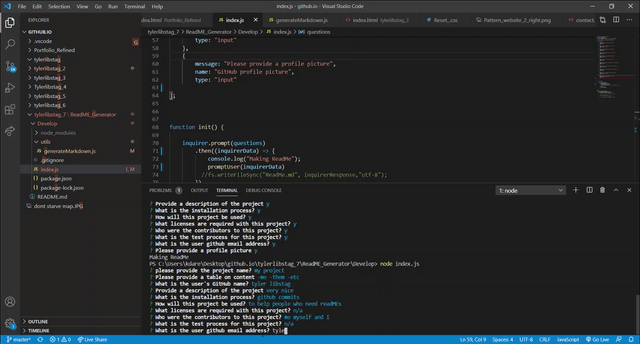 File Edit Selection View Go Run Terminal Help
index.js - github.io - Visual Studio Code
EXPLORER
index.html Portfolio_Refined
index.js
generateMarkdown.js
index.html tylerlibstag_2
Reset_.css
Pattern_website_2_right.png
contact
GITHUB.IO
.vscode
Portfolio_Refined
tylerlibstag
tylerlibstag_2
tylerlibstag_3
tylerlibstag_4
tylerlibstag_5
tylerlibstag_6
tylerlibstag_7 \ ReadME_Generator
Develop
node_modules
utils
generateMarkdown.js
.gitignore
index.js 1, M
package.json
package-lock.json
README.md
dont starve map.JPG
OUTLINE
TIMELINE
tylerlibstag_7 > ReadME_Generator > Develop > index.js > questions
57 type: "input"
58 },
59 {
60 message: "Please provide a profile picture",
61 name: "GitHub profile picture",
62 type: "input"
63
64 ];
65
66
67
68 function init() {
69
70 inquirer.prompt(questions)
71 .then((inquirerData) => {
72 console.log("Making ReadMe");
73 promptUser(inquirerData)
74 //fs.writeFileSync("ReadMe.md", inquirerResponse,"utf-8");
75 })
PROBLEMS 1 OUTPUT TERMINAL DEBUG CONSOLE
1: node
? Provide a description of the project y
? What is the installation process? y
? How will this project be used? y
? What licenses are required with this project? y
? Who were the contributors to this project? y
? What is the test process for this project? y
? What is the user github email address? y
? Please provide a profile picture y
Making ReadMe
PS C:\Users\kdare\Desktop\github.io\tylerlibstag_7\ReadME_Generator\Develop> node index.js
? please provide the project name? my project
? Please provide a table on content -me -them -etc
? What is the user's GitHub name? tyler libstag
? Provide a description of the project very nice
? What is the installation process? github commits
? How will this project be used? to help people who need readMEs
? What licenses are required with this project? n/a
? Who were the contributors to this project? me myself and I
? What is the test process for this project? n/a
? What is the user github email address? tyle
master*
0 1
Live Share
Ln 59, Col 9
Spaces: 4
UTF-8
CRLF
JavaScript
Go Live